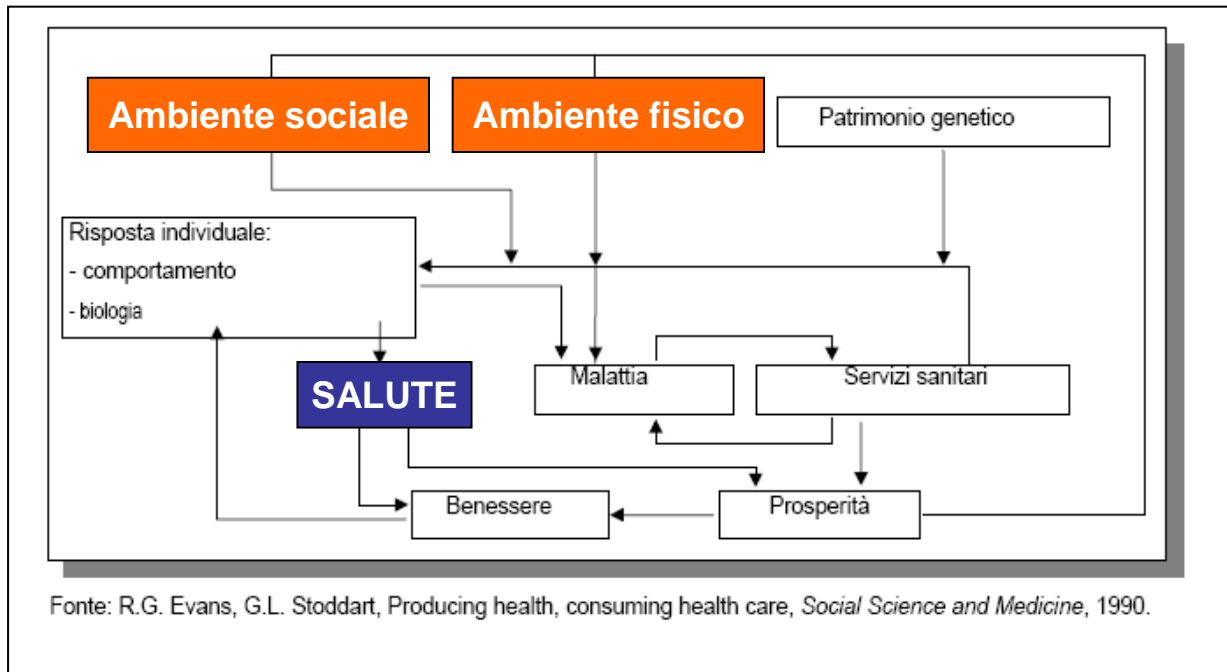 Ambiente sociale
Ambiente fisico
Patrimonio genetico
Risposta individuale:
- comportamento
- biologia
SALUTE
Malattia
Servizi sanitari
Benessere
Prosperità
Fonte: R.G. Evans, G.L. Stoddart, Producing health, consuming health care, Social Science and Medicine, 1990.